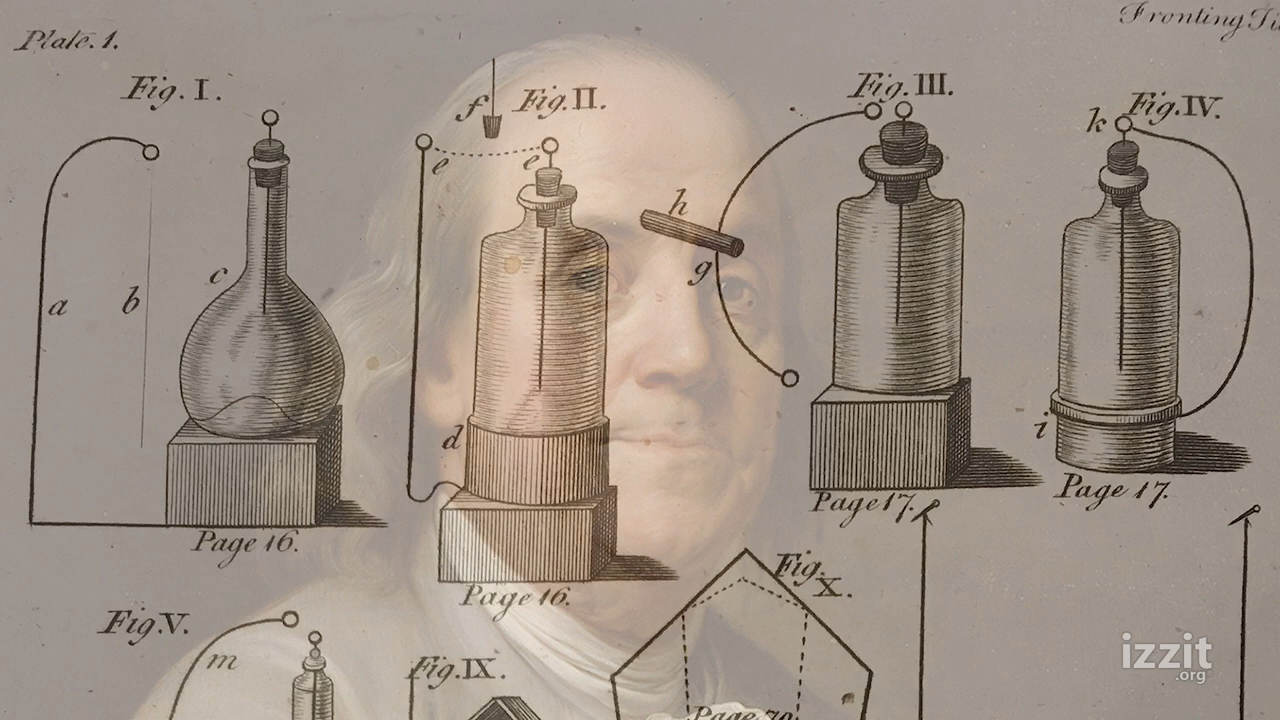 Plate. 1.
Fronting
Fig. I.
Fig. II.
Fig. III.
Fig. IV.
f
k
e
e
h
c
g
a
b
d
i
Page 16.
Page 16.
Page 17.
Page 17.
Fig. V.
m
Fig. IX.
Fig. X.
izzit
.org